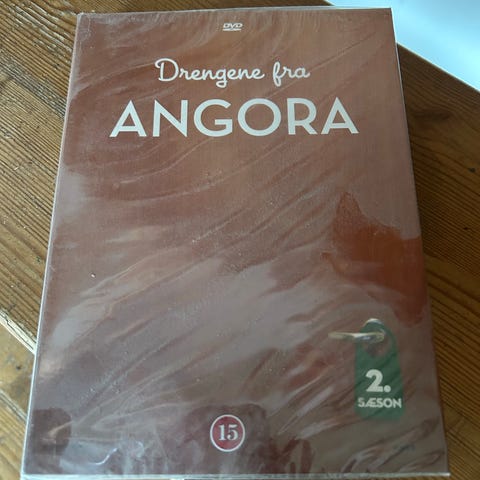 DVD
Drengene fra
ANGORA
2.
SÆSON
15